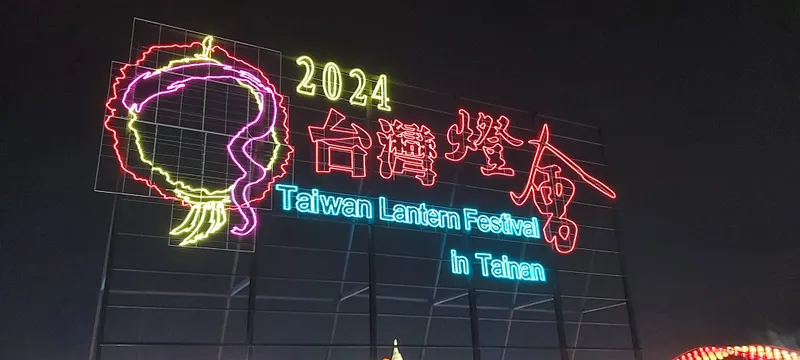 2024
台灣燈會
Taiwan Lantern Festival
in Tainan